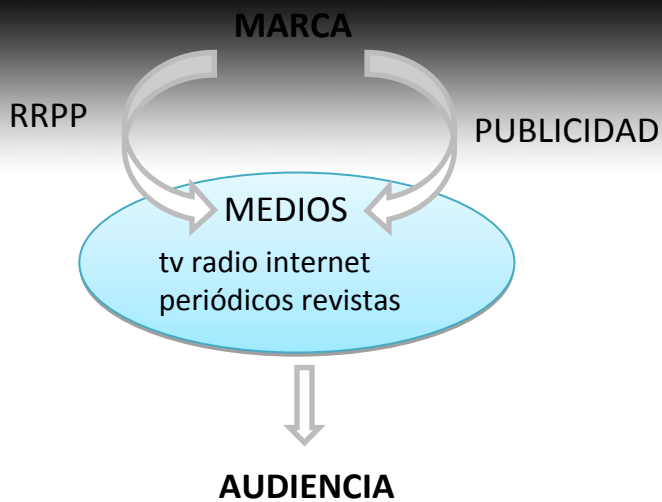 MARCA
RRPP
PUBLICIDAD
MEDIOS
tv radio internet
periódicos revistas
AUDIENCIA